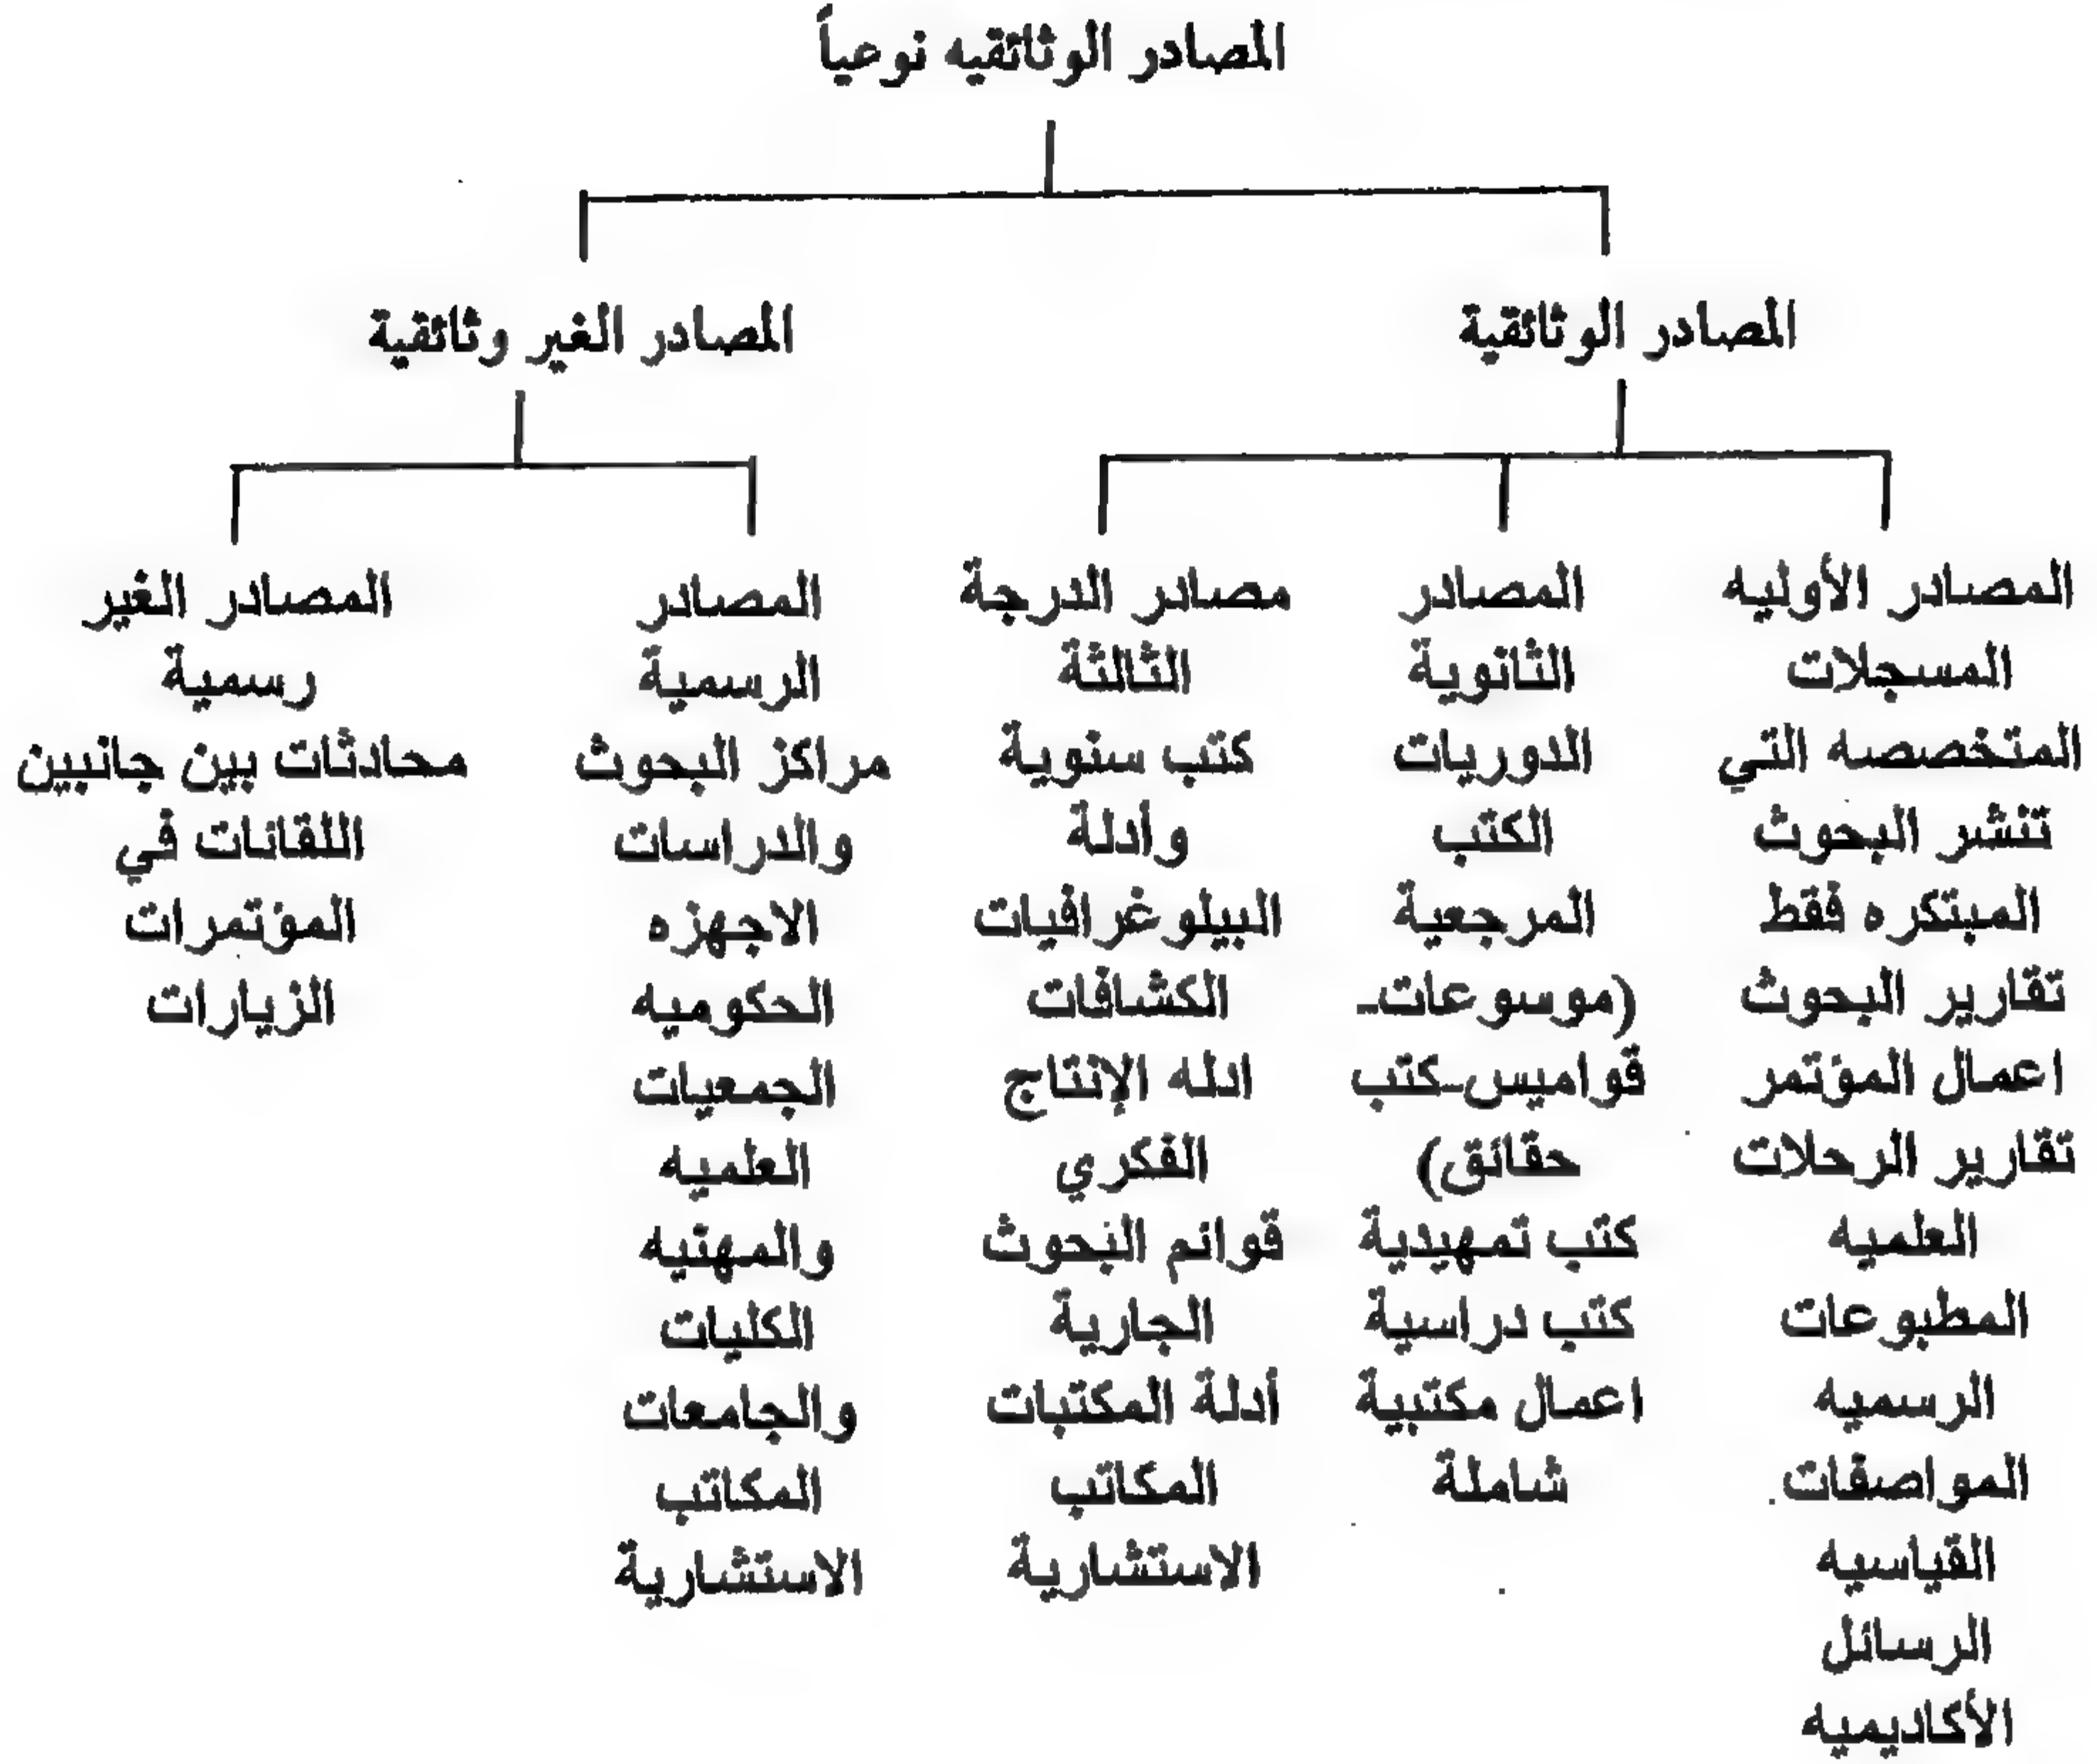 المصادر الوثائقيه نوعياً
المصادر الوثائقية
المصادر الغير وثائقية
المصادر الأوليه
المسجلات
المتخصصه التي
تنشر البحوث
المبتكره فقط
تقارير البحوث
اعمال المؤتمر
تقارير الرحلات
العلميه
المطبوعات
الرسميه
المواصفات
القياسيه
الرسائل
الأكاديميه
المصادر
الثانوية
الدوريات
الكتب
المرجعية
(موسوعات-
قواميس-كتب
حقائق)
كتب تمهيدية
كتب دراسية
اعمال مكتبية
شاملة
مصادر الدرجة
الثالثة
كتب سنوية
وأدلة
البيلوغرافيات
الكشافات
ادله الإنتاج
الفكري
قوائم البحوث
الجارية
أدلة المكتبات
المكاتب
الاستشارية
المصادر
الرسمية
مراكز البحوث
والدراسات
الاجهزه
الحكوميه
الجمعيات
العلميه
والمهنيه
الكليات
والجامعات
المكاتب
الاستشارية
المصادر الغير
رسمية
محادثات بين جانبين
اللقائات في
المؤتمرات
الزيارات